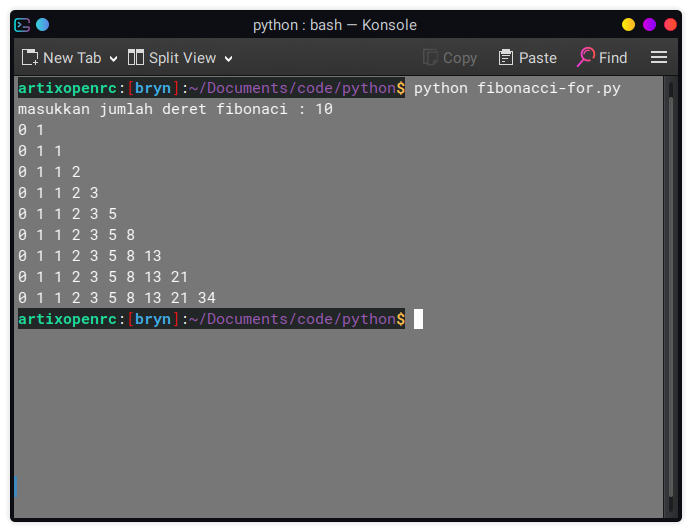 python : bash — Konsole
New Tab Split View Copy Paste Find
artixopenrc:[bryn]:~/Documents/code/python$ python fibonacci-for.py
masukkan jumlah deret fibonaci : 10
0 1
0 1 1
0 1 1 2
0 1 1 2 3
0 1 1 2 3 5
0 1 1 2 3 5 8
0 1 1 2 3 5 8 13
0 1 1 2 3 5 8 13 21
0 1 1 2 3 5 8 13 21 34
artixopenrc:[bryn]:~/Documents/code/python$